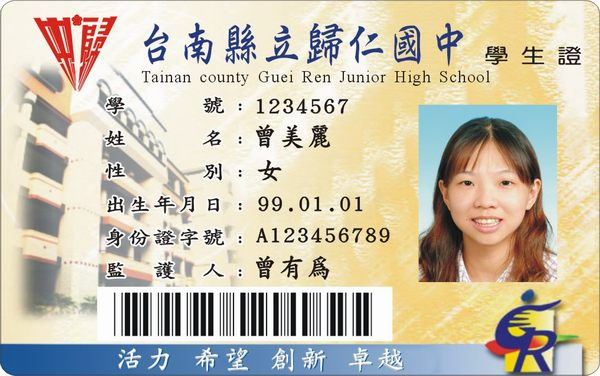 台南縣立歸仁國中 學生證
Tainan county Guei Ren Junior High School
學號：1234567
姓名：曾美麗
性別：女
出生年月日：99.01.01
身份證字號：A123456789
監護人：曾有為
活力 希望 創新 卓越